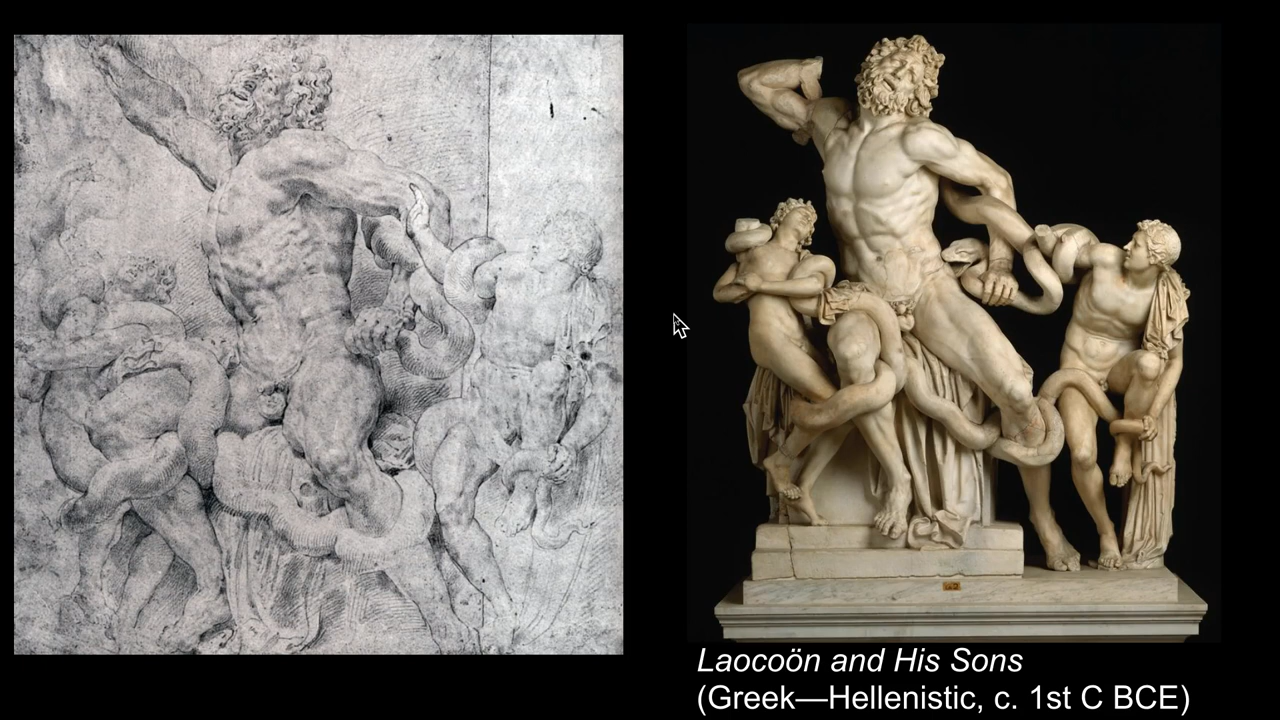 Laocoön and His Sons
(Greek—Hellenistic, c. 1st C BCE)